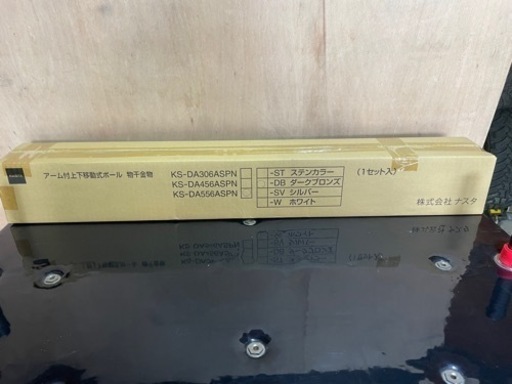 アーム付上下移動式ポール 物干金物
KS-DA306ASPN
KS-DA456ASPN
KS-DA556ASPN
-ST ステンカラー
-DB ダークブロンズ
-SV シルバー
-W ホワイト
(1セット入)
株式会社 ナスタ